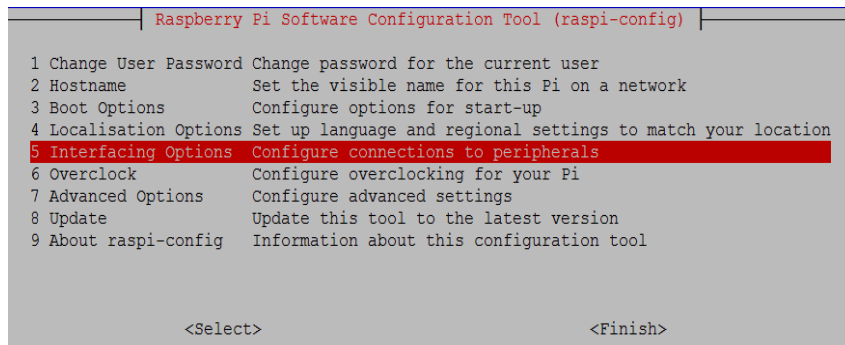 Raspberry Pi Software Configuration Tool (raspi-config)
1 Change User Password Change password for the current user
2 Hostname Set the visible name for this Pi on a network
3 Boot Options Configure options for start-up
4 Localisation Options Set up language and regional settings to match your location
5 Interfacing Options Configure connections to peripherals
6 Overclock Configure overclocking for your Pi
7 Advanced Options Configure advanced settings
8 Update Update this tool to the latest version
9 About raspi-config Information about this configuration tool
<Select> <Finish>